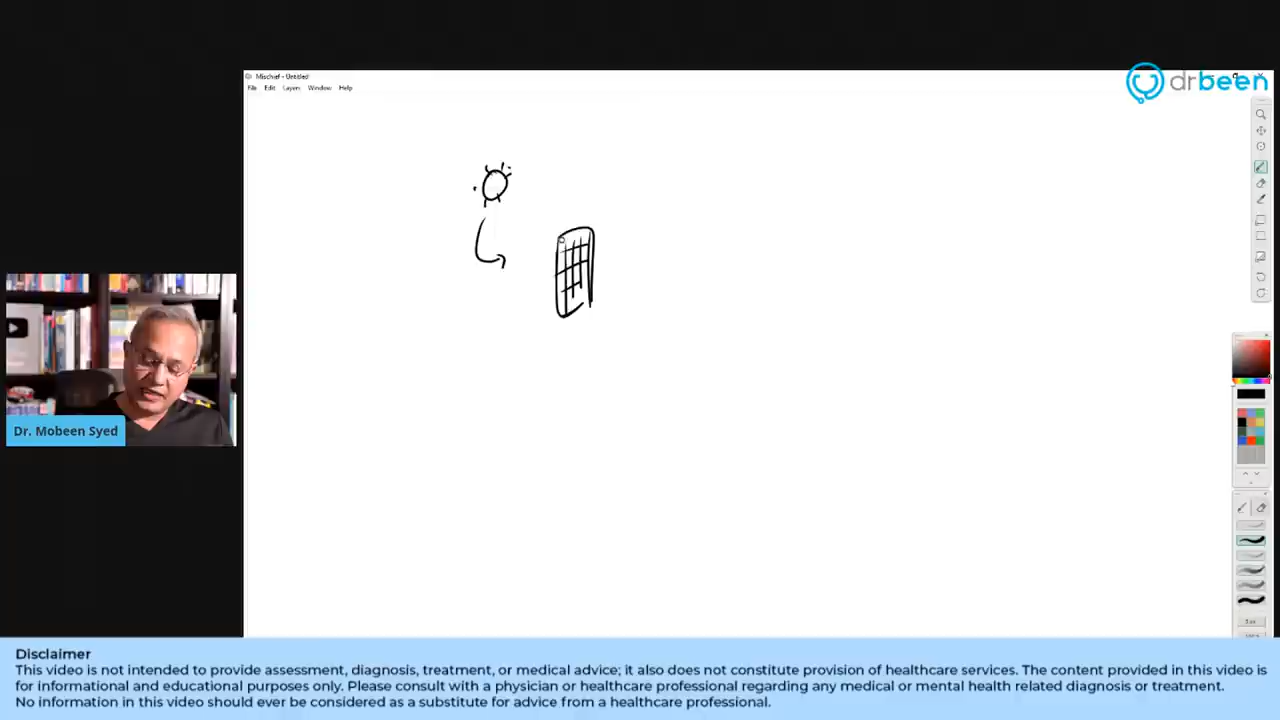 Mischief - Untitled
File Edit Layers Window Help
drbeen
Dr. Mobeen Syed
Disclaimer
This video is not intended to provide assessment, diagnosis, treatment, or medical advice; it also does not constitute provision of healthcare services. The content provided in this video is
for informational and educational purposes only. Please consult with a physician or healthcare professional regarding any medical or mental health related diagnosis or treatment.
No information in this video should ever be considered as a substitute for advice from a healthcare professional.